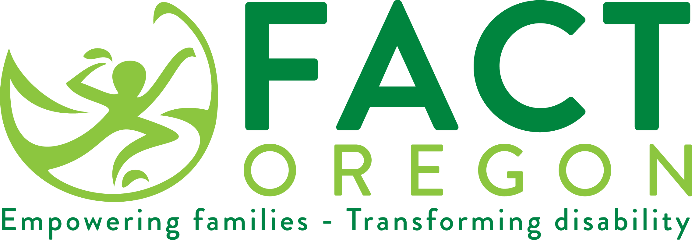 FACT
OREGON
Empowering families - Transforming disability